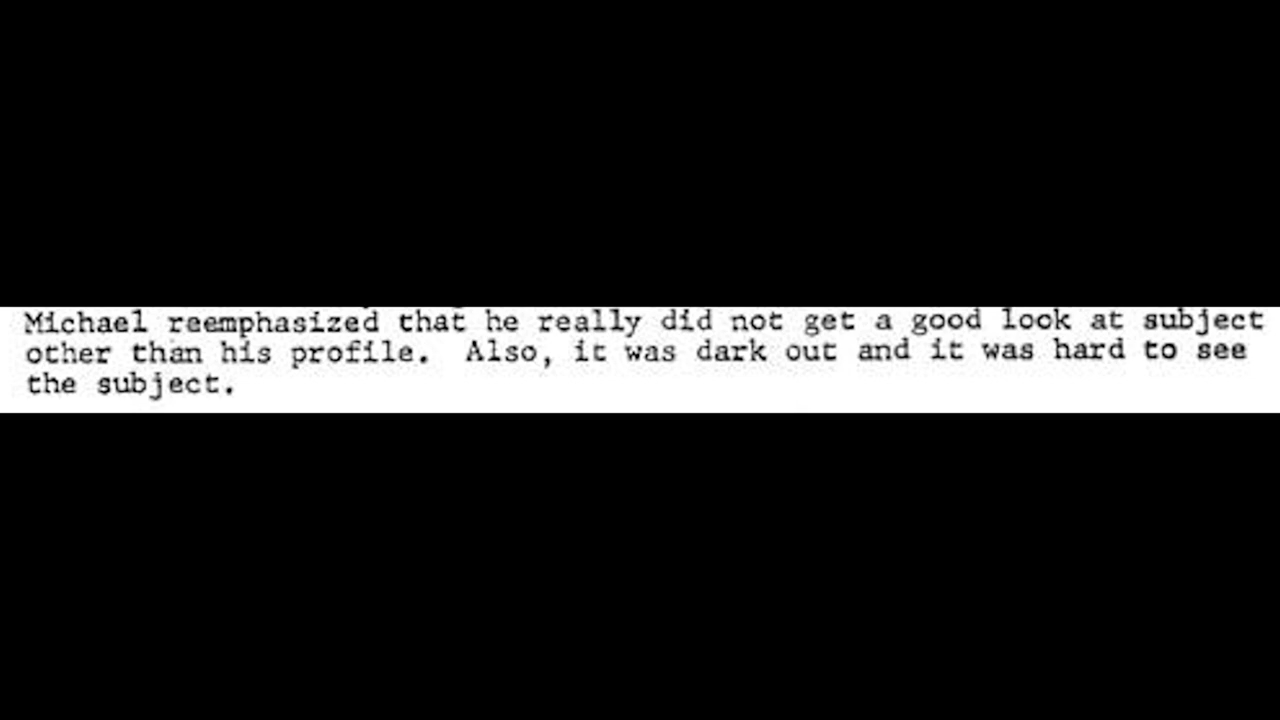 Michael reemphasized that he really did not get a good look at subject
other than his profile.  Also, it was dark out and it was hard to see
the subject.